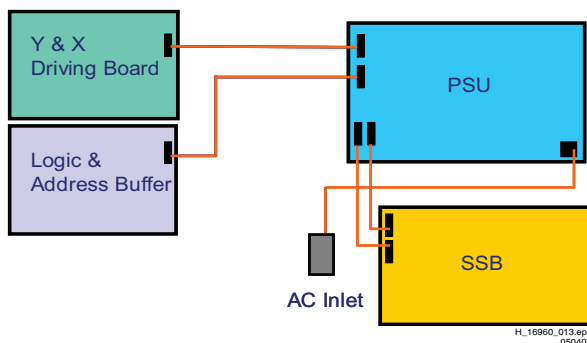 Y & X
Driving Board
PSU
Logic &
Address Buffer
SSB
AC Inlet
H_16960_013.ep